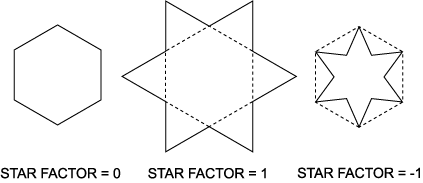 STAR FACTOR = 0 STAR FACTOR = 1 STAR FACTOR = -1